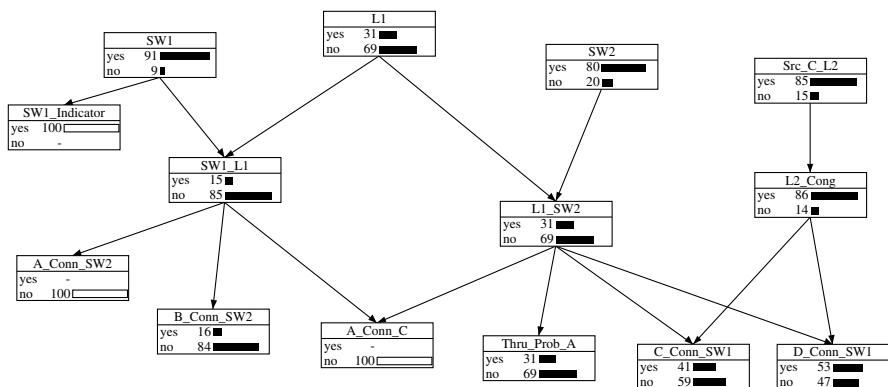 SW1
yes 91
no 9
L1
yes 31
no 69
SW2
yes 80
no 20
Src_C_L2
yes 85
no 15
SW1_Indicator
yes 100
no -
SW1_L1
yes 15
no 85
L1_SW2
yes 31
no 69
L2_Cong
yes 86
no 14
A_Conn_SW2
yes -
no 100
B_Conn_SW2
yes 16
no 84
A_Conn_C
yes -
no 100
Thru_Prob_A
yes 31
no 69
C_Conn_SW1
yes 41
no 59
D_Conn_SW1
yes 53
no 47